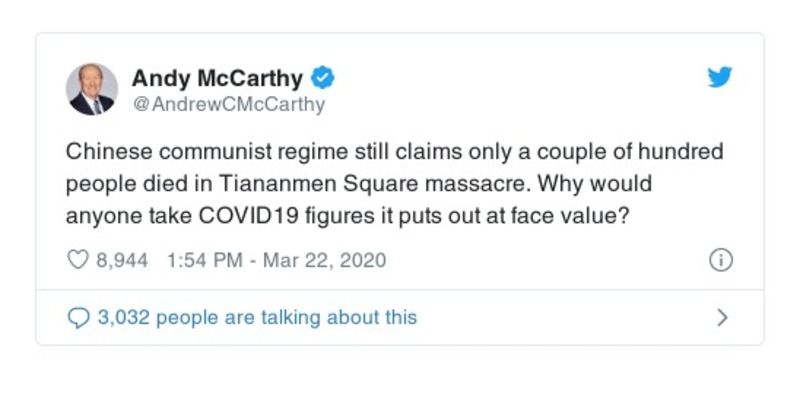 Andy McCarthy
@AndrewCMcCarthy
Chinese communist regime still claims only a couple of hundred
people died in Tiananmen Square massacre. Why would
anyone take COVID19 figures it puts out at face value?
8,944 1:54 PM - Mar 22, 2020
3,032 people are talking about this